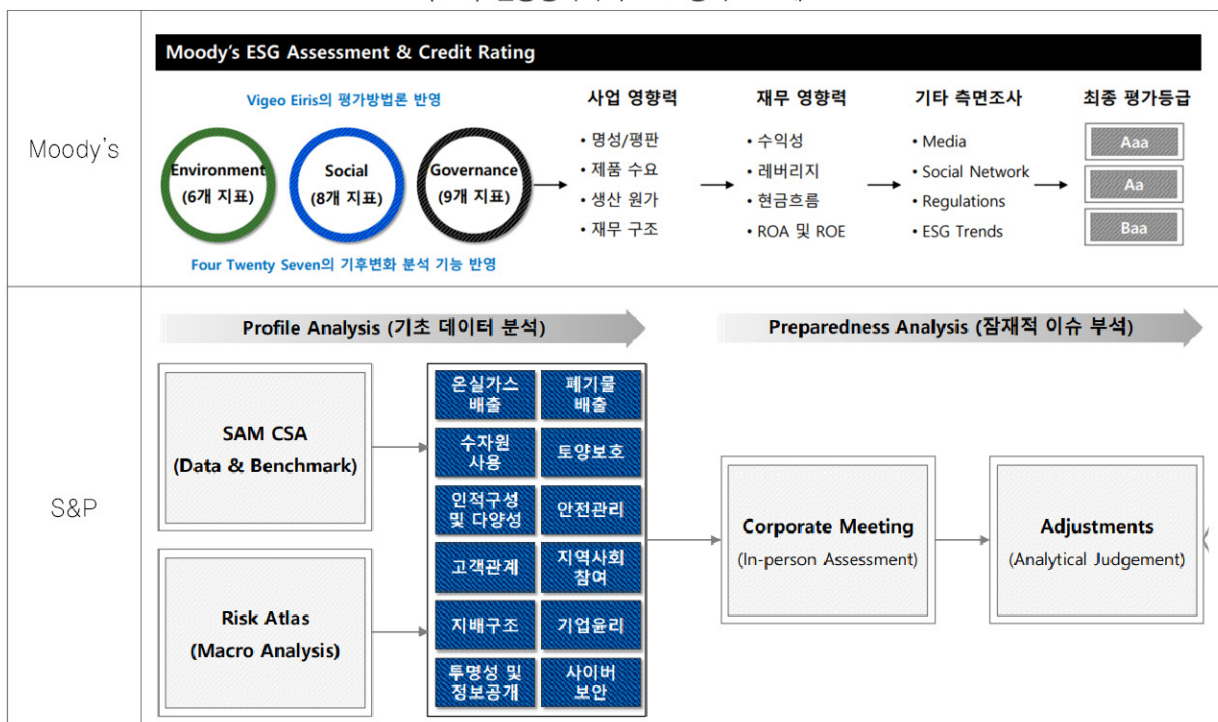 Moody's
Moody's ESG Assessment & Credit Rating
Vigeo Eiris의 평가방법론 반영
Environment
(6개 지표)
Social
(8개 지표)
Governance
(9개 지표)
Four Twenty Seven의 기후변화 분석 기능 반영
사업 영향력
• 명성/평판
• 제품 수요
• 생산 원가
• 재무 구조
재무 영향력
• 수익성
• 레버리지
• 현금흐름
• ROA 및 ROE
기타 측면조사
• Media
• Social Network
• Regulations
• ESG Trends
최종 평가등급
Aaa
Aa
Baa
S&P
Profile Analysis (기초 데이터 분석)
Preparedness Analysis (잠재적 이슈 부석)
SAM CSA
(Data & Benchmark)
Risk Atlas
(Macro Analysis)
온실가스
배출
폐기물
배출
수자원
사용
토양보호
인적구성
및 다양성
안전관리
고객관계
지역사회
참여
지배구조
기업윤리
투명성 및
정보공개
사이버
보안
Corporate Meeting
(In-person Assessment)
Adjustments
(Analytical Judgement)